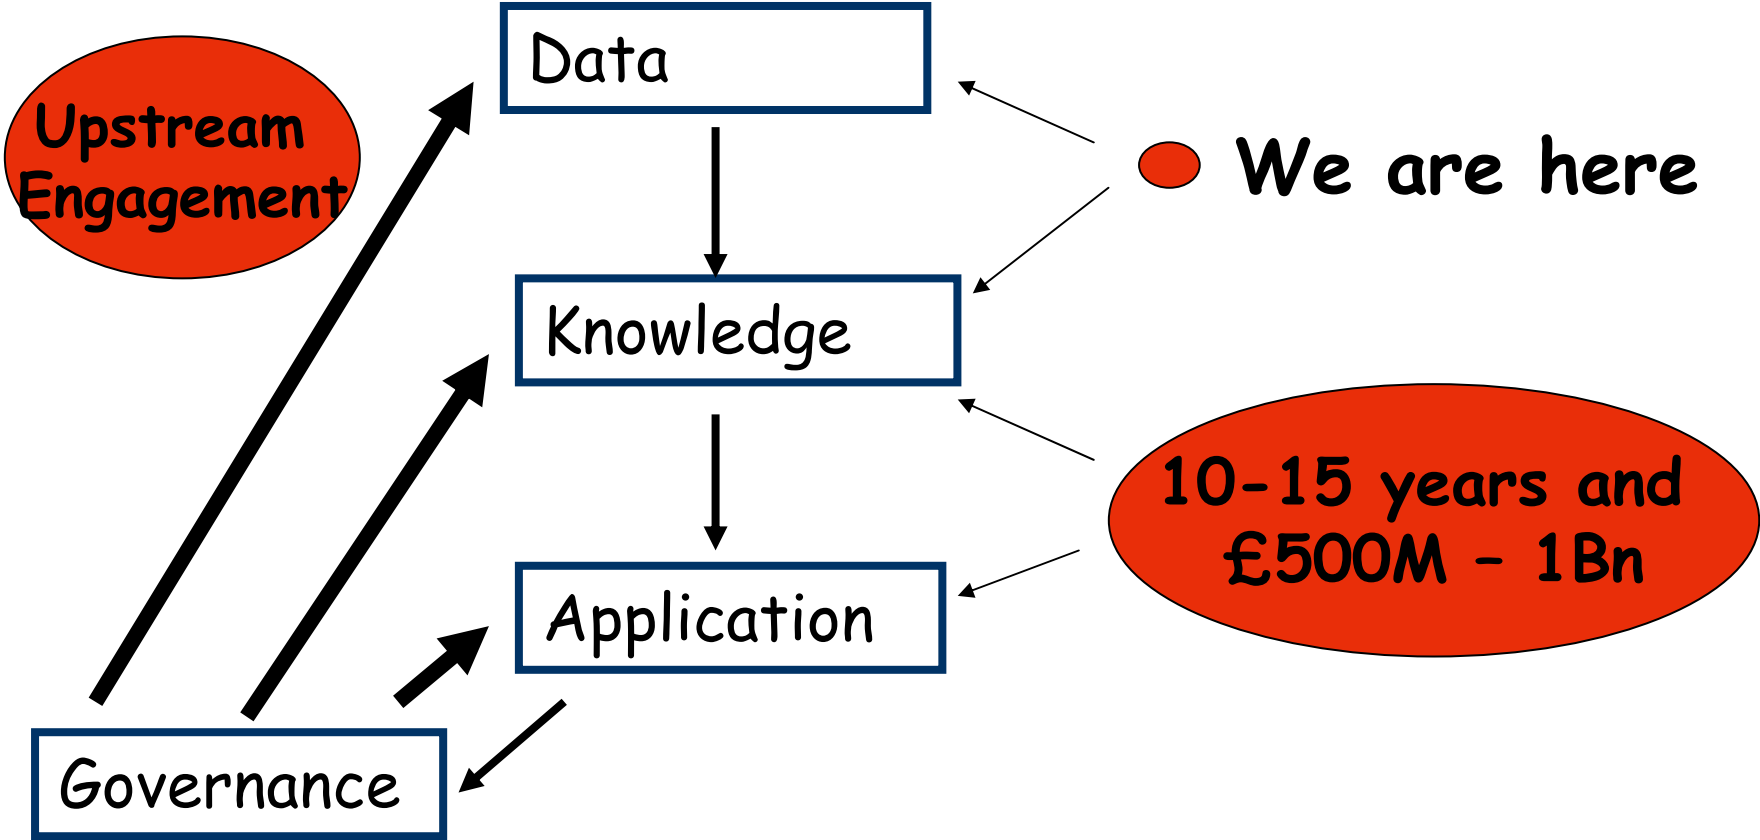 Data
Upstream
Engagement
We are here
Knowledge
10-15 years and
£500M – 1Bn
Application
Governance